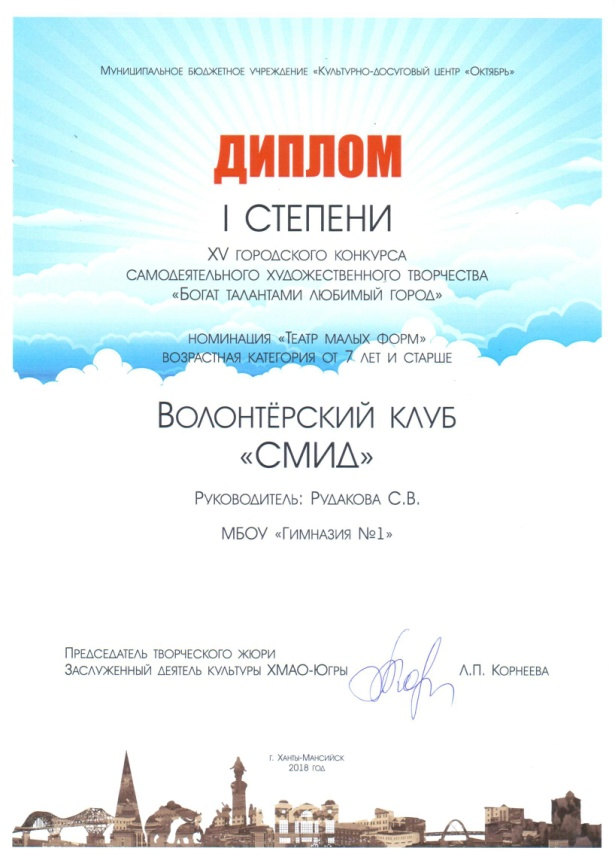 Муниципальное бюджетное учреждение «Культурно-досуговый центр «Октябрь»
ДИПЛОМ
I СТЕПЕНИ
XV ГОРОДСКОГО КОНКУРСА
САМОДЕЯТЕЛЬНОГО ХУДОЖЕСТВЕННОГО ТВОРЧЕСТВА
«БОГАТ ТАЛАНТАМИ ЛЮБИМЫЙ ГОРОД»
НОМИНАЦИЯ «ТЕАТР МАЛЫХ ФОРМ»
ВОЗРАСТНАЯ КАТЕГОРИЯ ОТ 7 ЛЕТ И СТАРШЕ
ВОЛОНТЁРСКИЙ КЛУБ
«СМИД»
РУКОВОДИТЕЛЬ: РУДАКОВА С.В.
МБОУ «ГИМНАЗИЯ №1»
ПРЕДСЕДАТЕЛЬ ТВОРЧЕСКОГО ЖЮРИ
ЗАСЛУЖЕННЫЙ ДЕЯТЕЛЬ КУЛЬТУРЫ ХМАО-ЮГРЫ Л.П. КОРНЕЕВА
г. ХАНТЫ-МАНСИЙСК
2018 ГОД